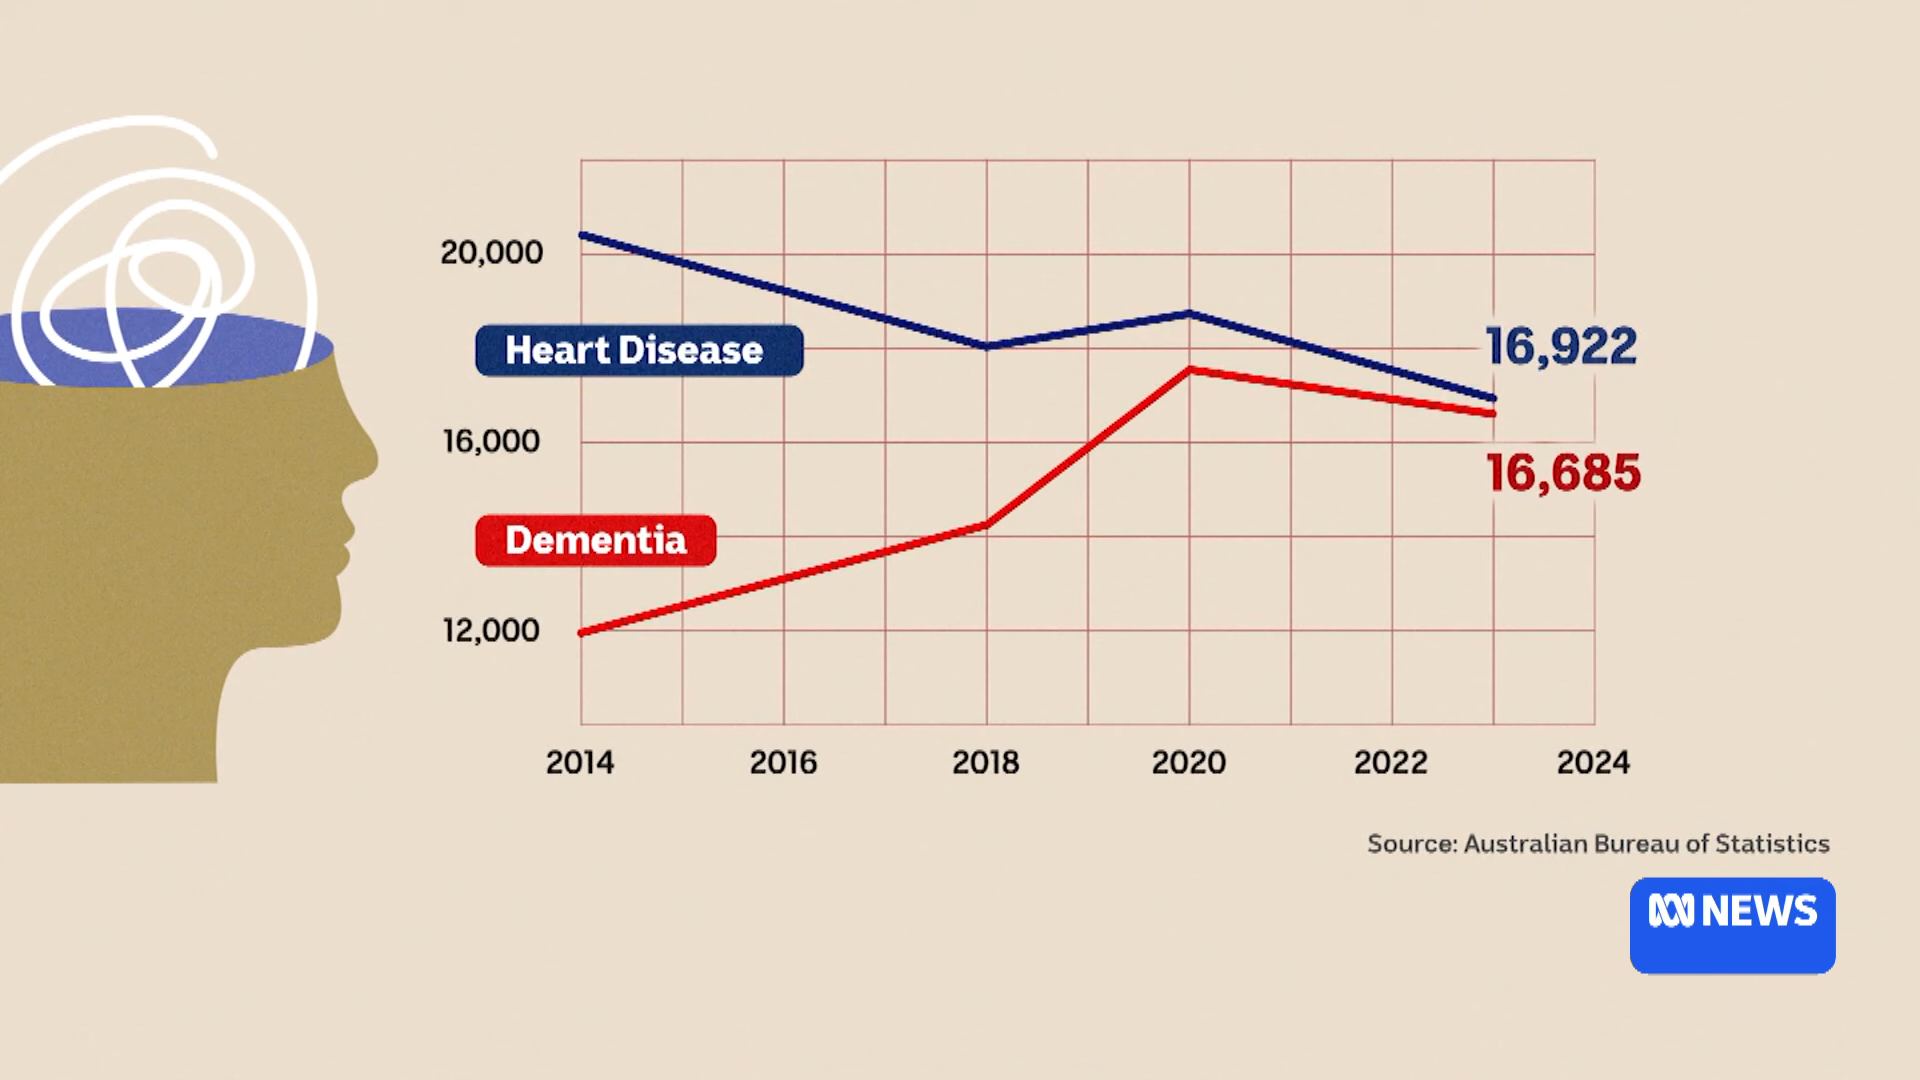 20,000
Heart Disease
16,922
16,000
16,685
Dementia
12,000
2014 2016 2018 2020 2022 2024
Source: Australian Bureau of Statistics
NEWS